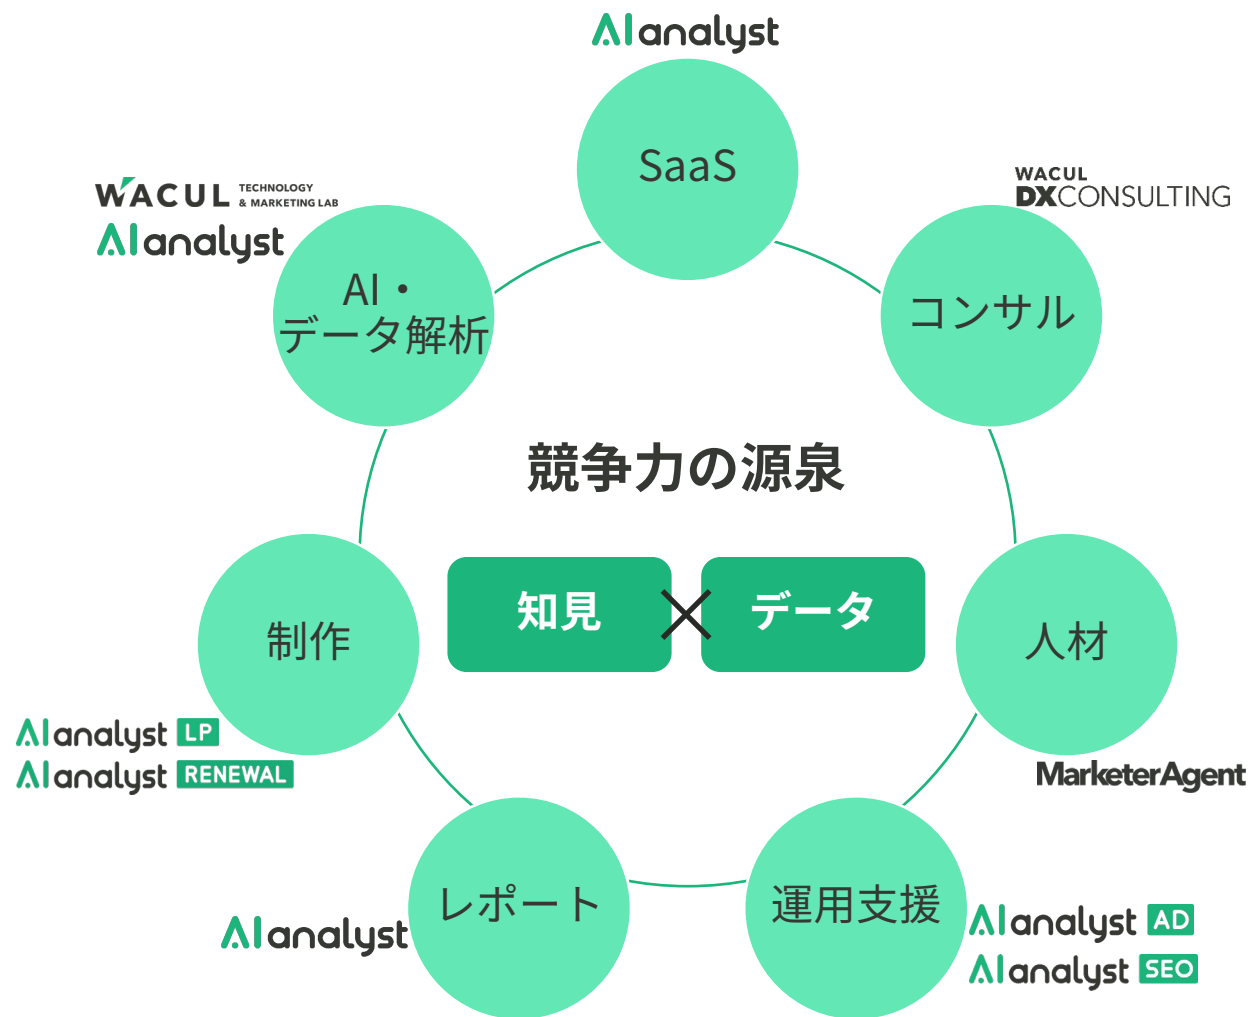 AI analyst
SaaS
WACUL
DXCONSULTING
コンサル
WACUL TECHNOLOGY & MARKETING LAB
AI analyst
AI・
データ解析
競争力の源泉
知見 × データ
制作
AI analyst LP
AI analyst RENEWAL
人材
MarketerAgent
レポート
AI analyst
運用支援
AI analyst AD
AI analyst SEO